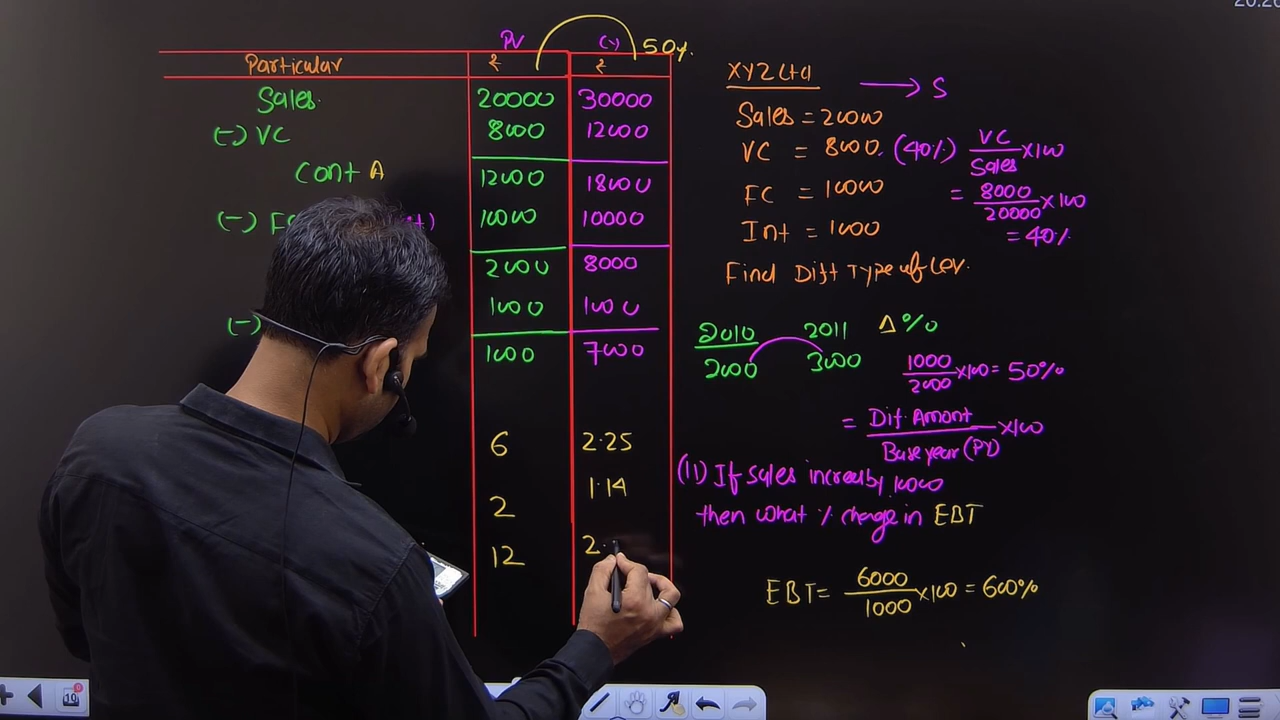 PY CY 50%
Particular ₹ ₹
Sales 20000 30000
(-) VC 8000 12000
Cont A 12000 18000
(-) 10000 10000
2000 8000
(-) 1000 1000
1000 7000
6 2.25
2 1.14
12 2.
XYZ Ltd → S
Sales = 20000
VC = 8000. (40%) VC/Sales ×100
FC = 10000 = 8000/20000 ×100
Int = 1000 = 40%
Find Diff Type of Lev.
2010 2011 Δ%
2000 3000 1000/2000 ×100 = 50%
= Dif. Amount/Base year (PY) ×100
(11) If sales increase by 10000
then what % change in EBT
EBT = 6000/1000 ×100 = 600%
10